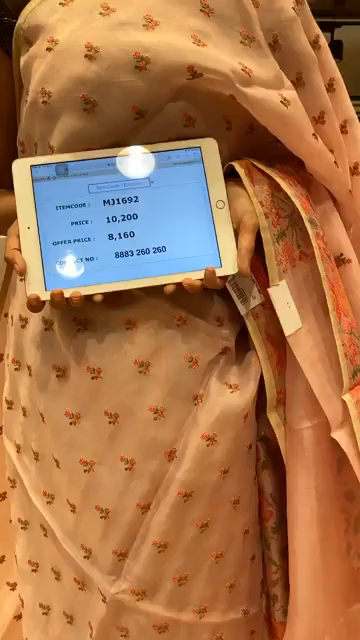 ITEMCODE : MJ1692
PRICE : 10,200
OFFER PRICE : 8,160
NO : 8883 260 260